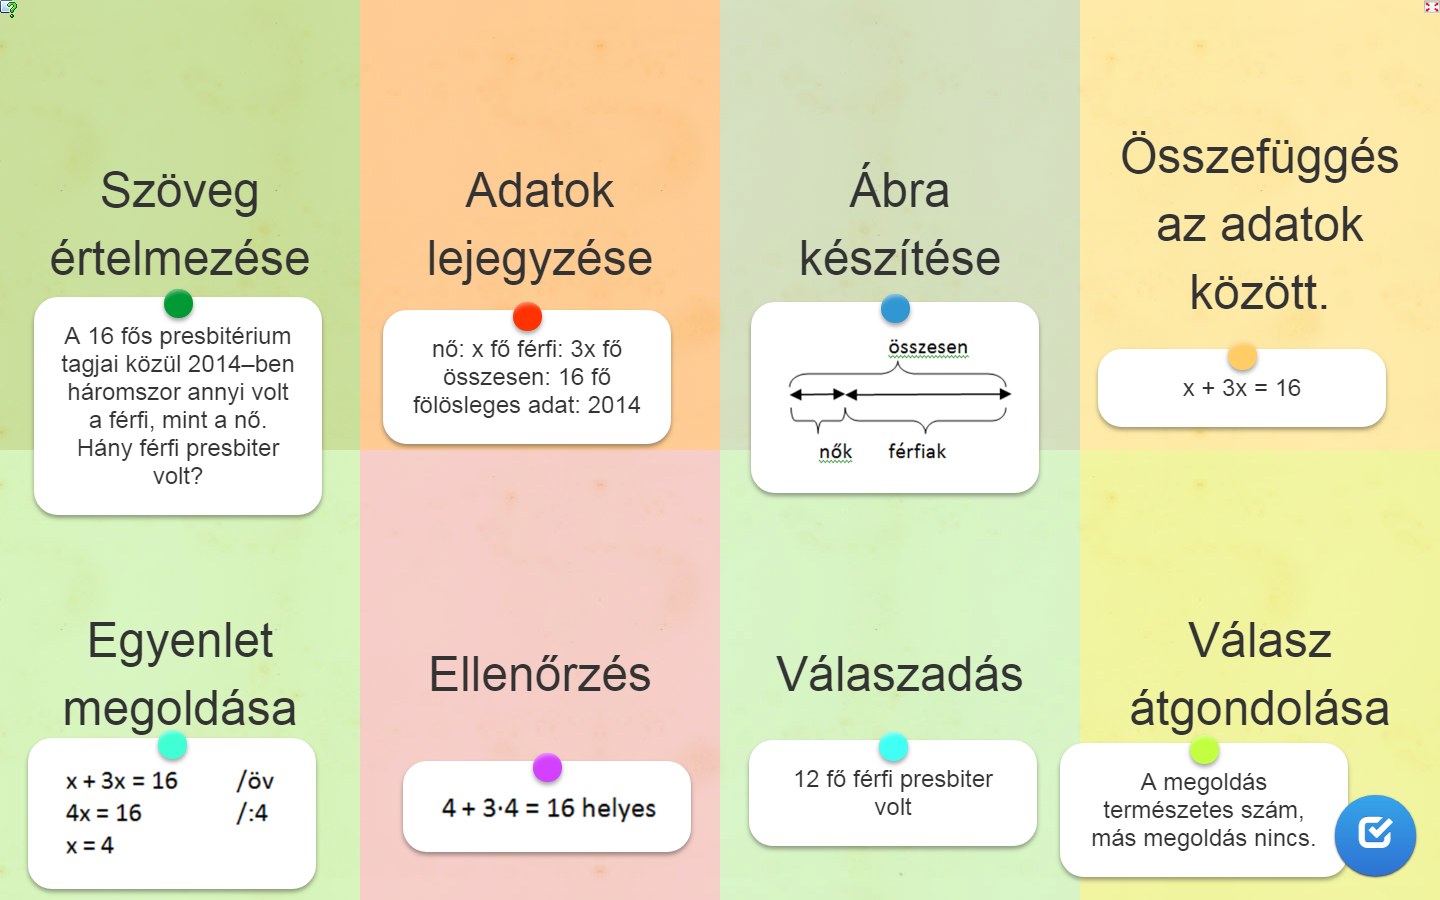 Szöveg
értelmezése
A 16 fős presbitérium
tagjai közül 2014–ben
háromszor annyi volt
a férfi, mint a nő.
Hány férfi presbiter
volt?
Adatok
lejegyzése
nő: x fő férfi: 3x fő
összesen: 16 fő
fölösleges adat: 2014
Ábra
készítése
összesen
nők férfiak
Összefüggés
az adatok
között.
x + 3x = 16
Egyenlet
megoldása
x + 3x = 16 /öv
4x = 16 /:4
x = 4
Ellenőrzés
4 + 3·4 = 16 helyes
Válaszadás
12 fő férfi presbiter
volt
Válasz
átgondolása
A megoldás
természetes szám,
más megoldás nincs.